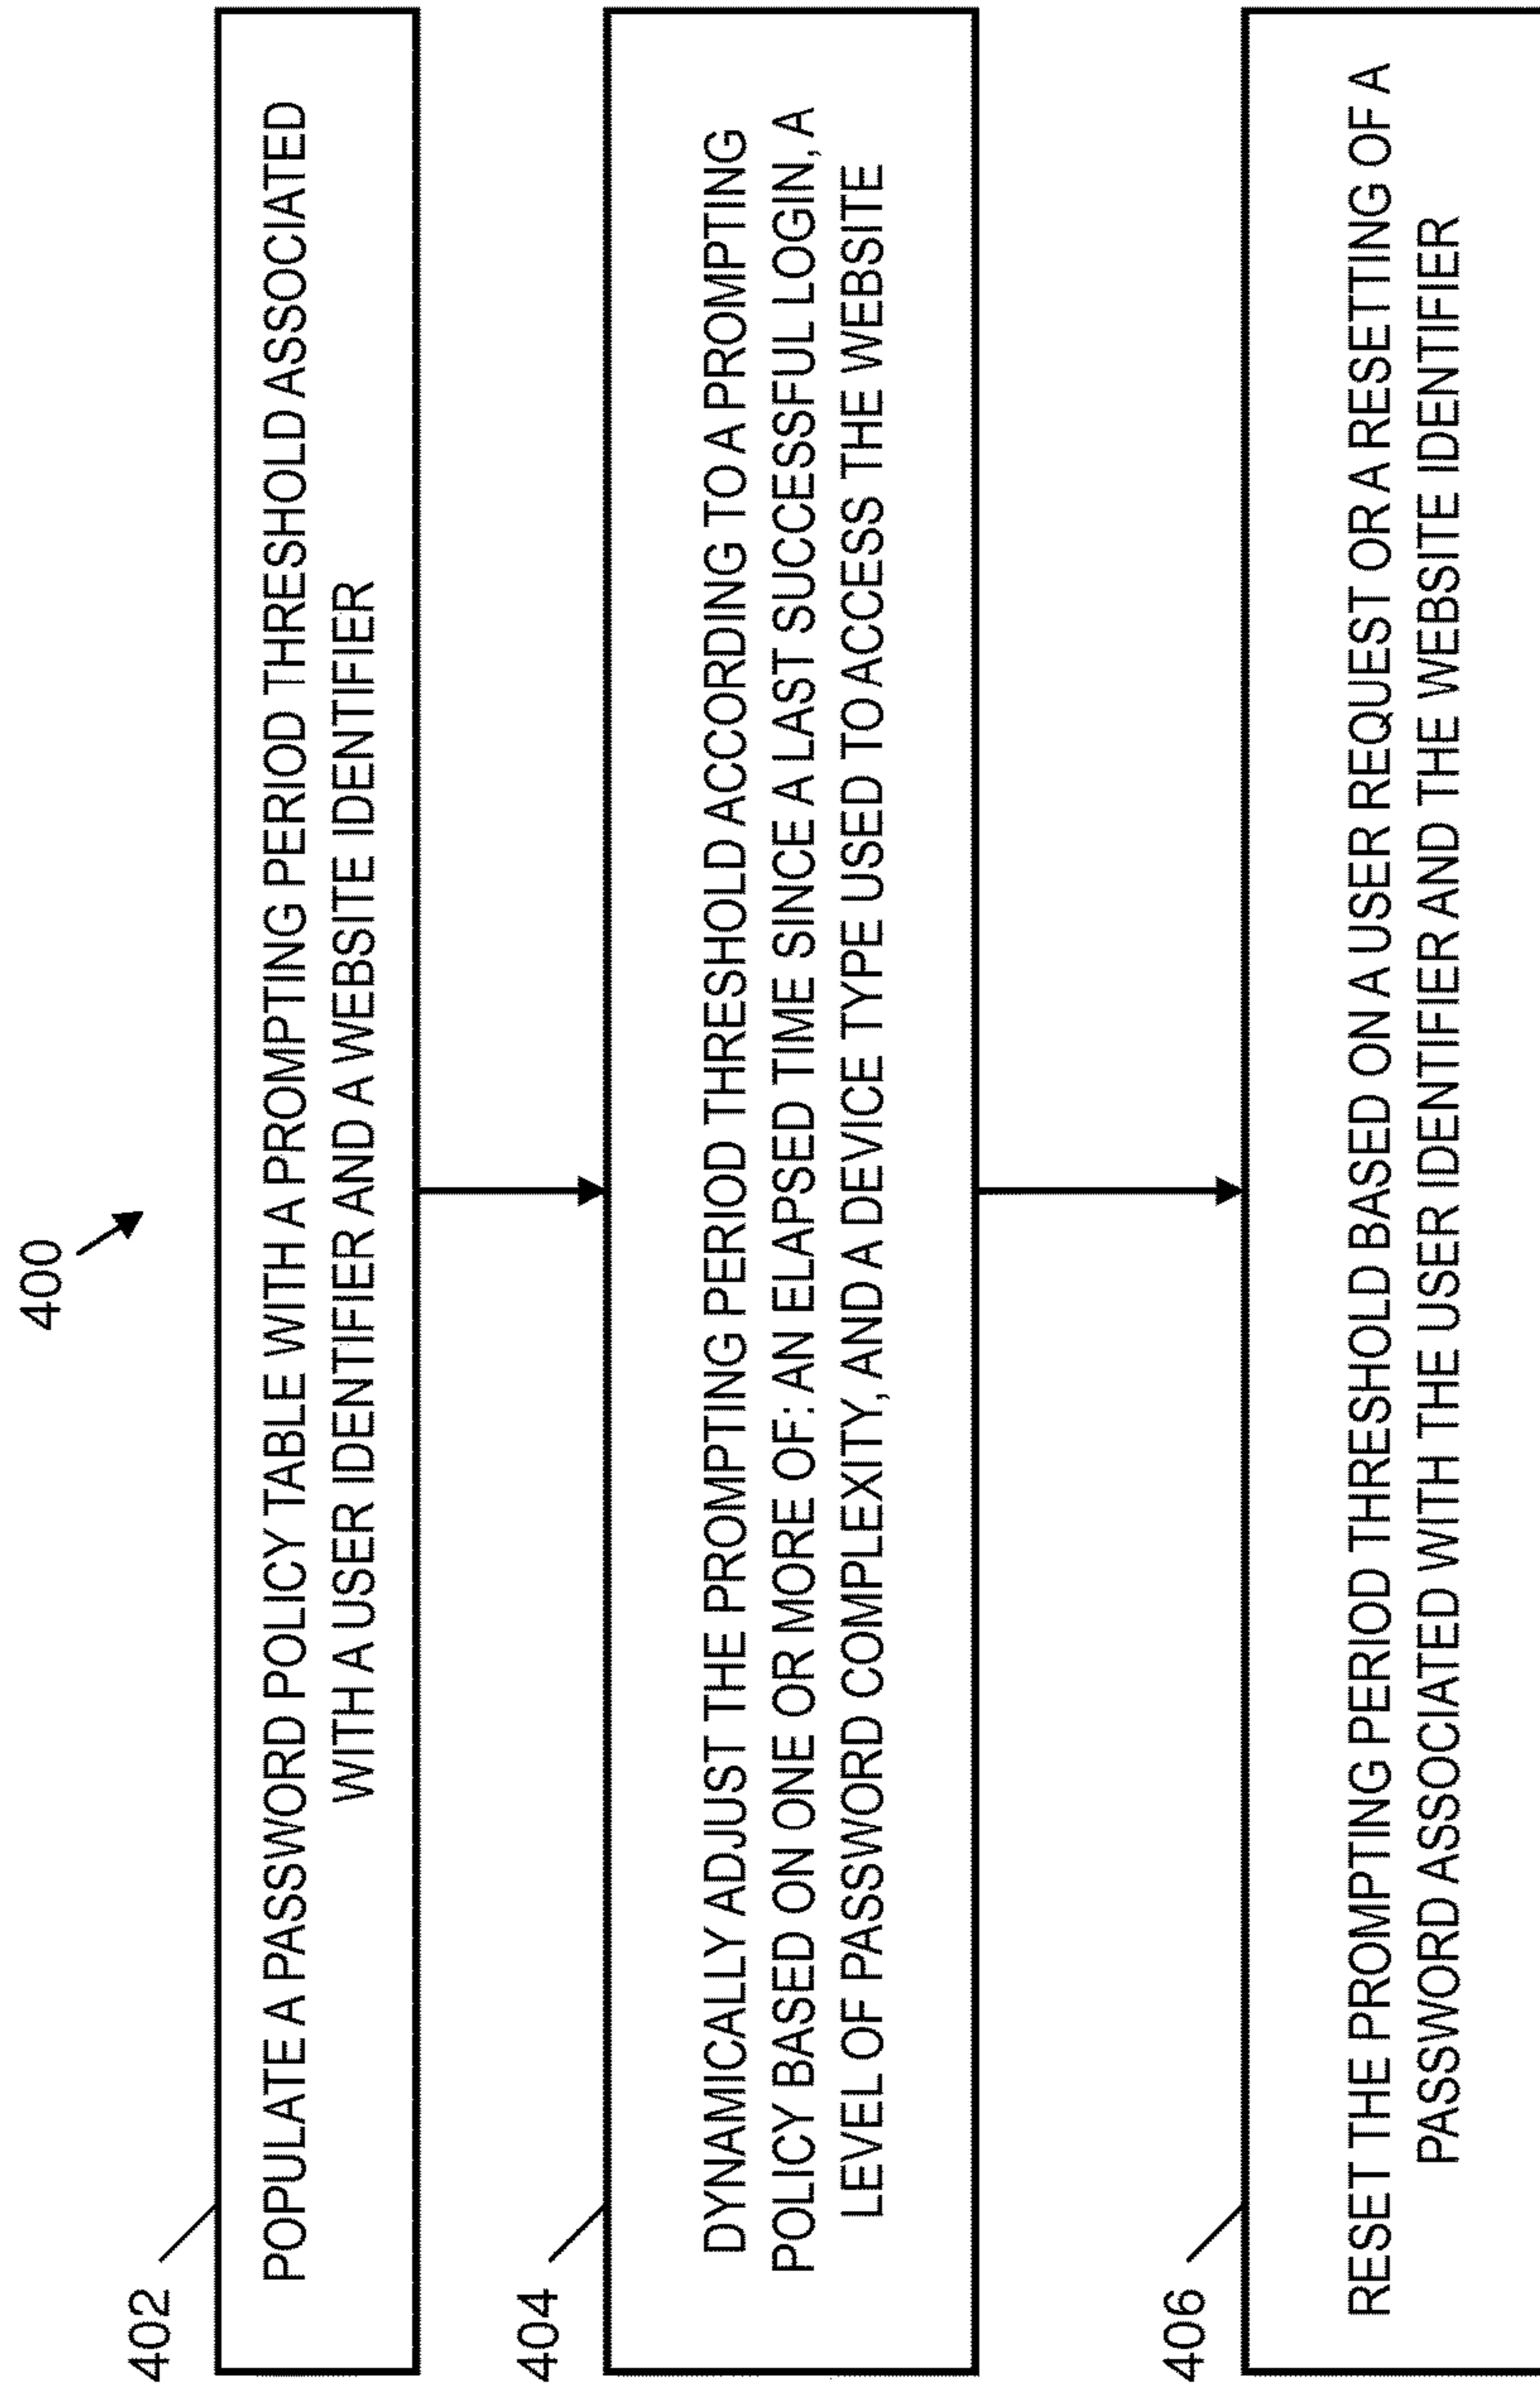 400
402
POPULATE A PASSWORD POLICY TABLE WITH A PROMPTING PERIOD THRESHOLD ASSOCIATED
WITH A USER IDENTIFIER AND A WEBSITE IDENTIFIER
404
DYNAMICALLY ADJUST THE PROMPTING PERIOD THRESHOLD ACCORDING TO A PROMPTING
POLICY BASED ON ONE OR MORE OF: AN ELAPSED TIME SINCE A LAST SUCCESSFUL LOGIN, A
LEVEL OF PASSWORD COMPLEXITY, AND A DEVICE TYPE USED TO ACCESS THE WEBSITE
406
RESET THE PROMPTING PERIOD THRESHOLD BASED ON A USER REQUEST OR A RESETTING OF A
PASSWORD ASSOCIATED WITH THE USER IDENTIFIER AND THE WEBSITE IDENTIFIER